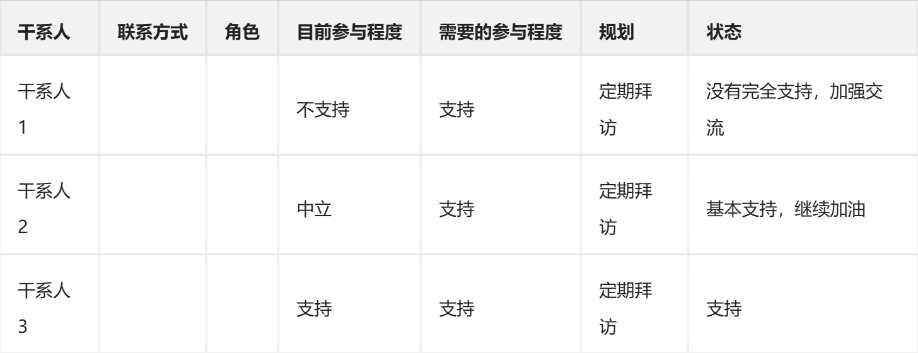 干系人 联系方式 角色 目前参与程度 需要的参与程度 规划 状态
干系人1 不支持 支持 定期拜访 没有完全支持，加强交流
干系人2 中立 支持 定期拜访 基本支持，继续加油
干系人3 支持 支持 定期拜访 支持